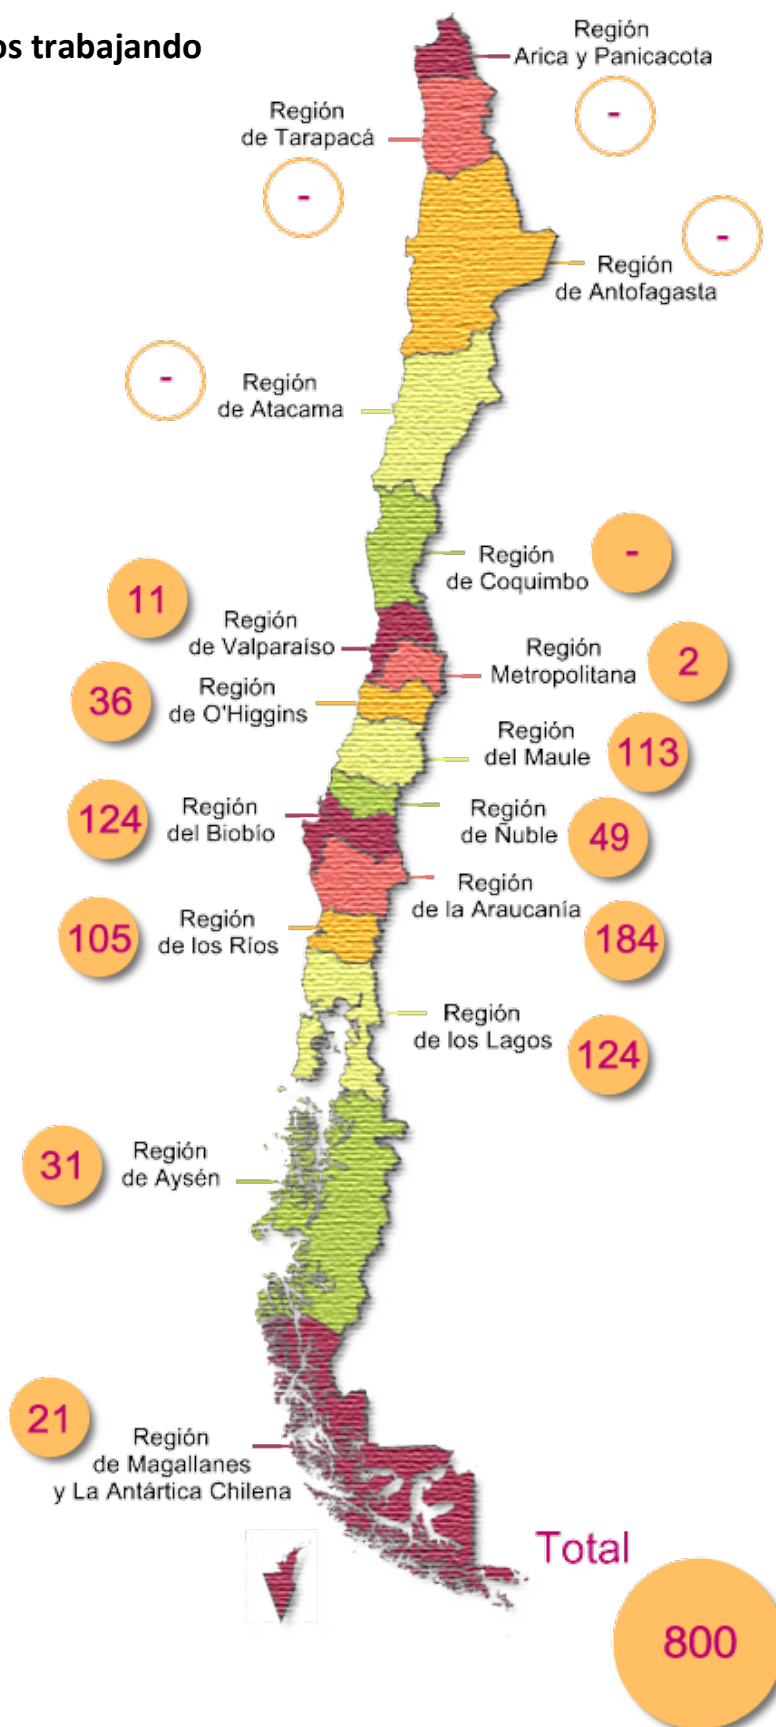 os trabajando
Región
Arica y Panicacota
-
Región
de Tarapacá
-
-
Región
de Antofagasta
-
Región
de Atacama
Región
de Coquimbo
-
11
Región
de Valparaíso
Región
Metropolitana
2
36
Región
de O'Higgins
Región
del Maule
113
124
Región
del Biobío
Región
de Ñuble
49
Región
de la Araucanía
184
105
Región
de los Ríos
Región
de los Lagos
124
31
Región
de Aysén
21
Región
de Magallanes
y La Antártica Chilena
Total
800